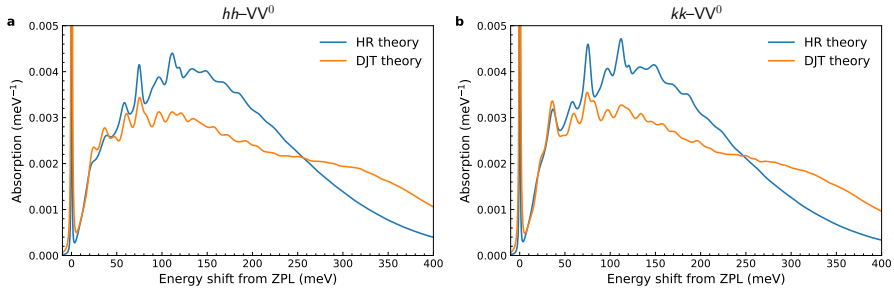 a
hh–VV⁰
0.005
0.004
0.003
0.002
0.001
0.000
Absorption (meV⁻¹)
HR theory
DJT theory
0 50 100 150 200 250 300 350 400
Energy shift from ZPL (meV)
b
kk–VV⁰
0.005
0.004
0.003
0.002
0.001
0.000
Absorption (meV⁻¹)
HR theory
DJT theory
0 50 100 150 200 250 300 350 400
Energy shift from ZPL (meV)